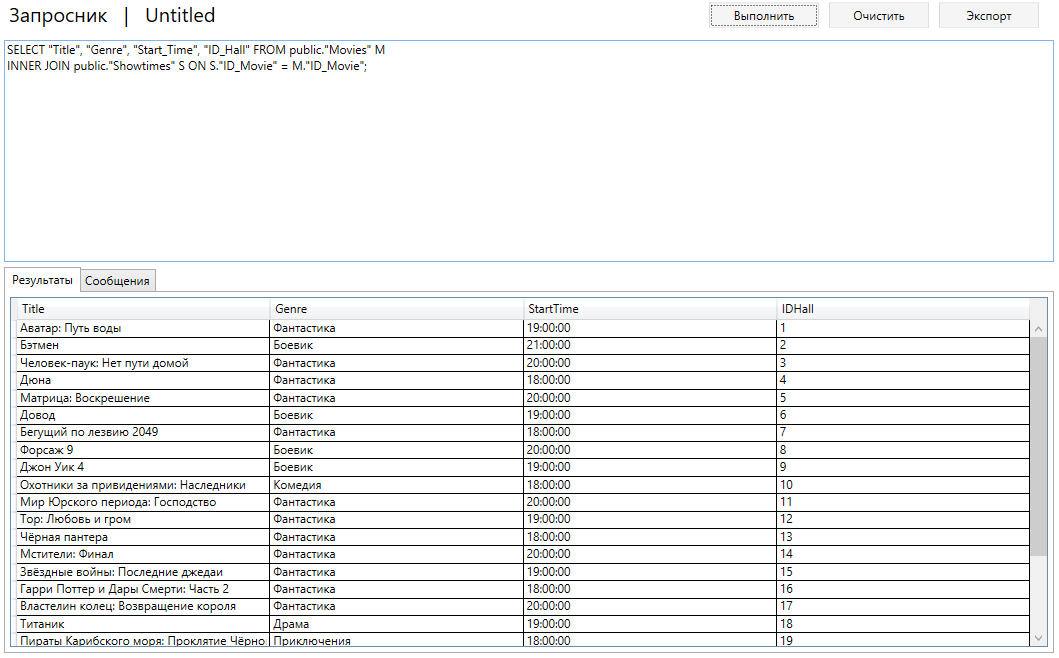 Запросник | Untitled
Выполнить Очистить Экспорт
SELECT "Title", "Genre", "Start_Time", "ID_Hall" FROM public."Movies" M
INNER JOIN public."Showtimes" S ON S."ID_Movie" = M."ID_Movie";
Результаты Сообщения
Title Genre StartTime IDHall
Аватар: Путь воды Фантастика 19:00:00 1
Бэтмен Боевик 21:00:00 2
Человек-паук: Нет пути домой Фантастика 20:00:00 3
Дюна Фантастика 18:00:00 4
Матрица: Воскрешение Фантастика 20:00:00 5
Довод Боевик 19:00:00 6
Бегущий по лезвию 2049 Фантастика 18:00:00 7
Форсаж 9 Боевик 20:00:00 8
Джон Уик 4 Боевик 19:00:00 9
Охотники за привидениями: Наследники Комедия 18:00:00 10
Мир Юрского периода: Господство Фантастика 20:00:00 11
Тор: Любовь и гром Фантастика 19:00:00 12
Чёрная пантера Фантастика 18:00:00 13
Мстители: Финал Фантастика 20:00:00 14
Звёздные войны: Последние джедаи Фантастика 19:00:00 15
Гарри Поттер и Дары Смерти: Часть 2 Фантастика 18:00:00 16
Властелин колец: Возвращение короля Фантастика 20:00:00 17
Титаник Драма 19:00:00 18
Пираты Карибского моря: Проклятие Чёрно Приключения 18:00:00 19